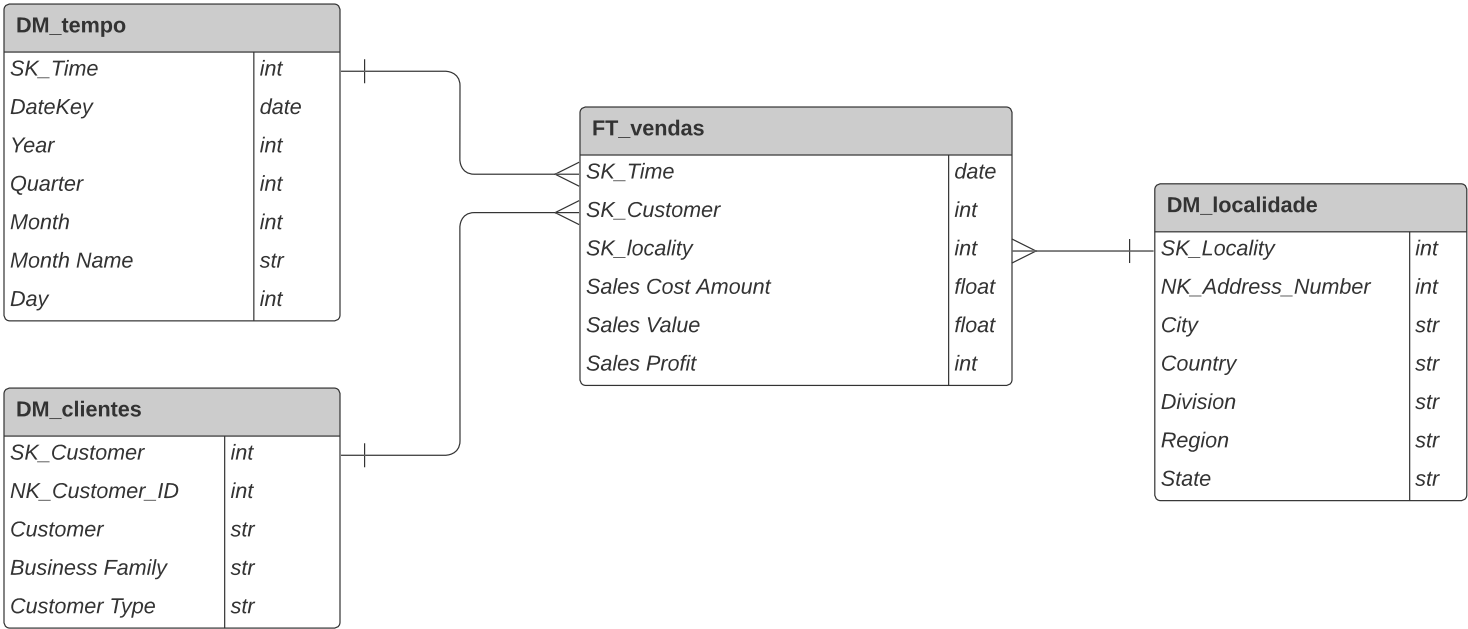 DM_tempo
SK_Time int
DateKey date
Year int
Quarter int
Month int
Month Name str
Day int
DM_clientes
SK_Customer int
NK_Customer_ID int
Customer str
Business Family str
Customer Type str
FT_vendas
SK_Time date
SK_Customer int
SK_locality int
Sales Cost Amount float
Sales Value float
Sales Profit int
DM_localidade
SK_Locality int
NK_Address_Number int
City str
Country str
Division str
Region str
State str